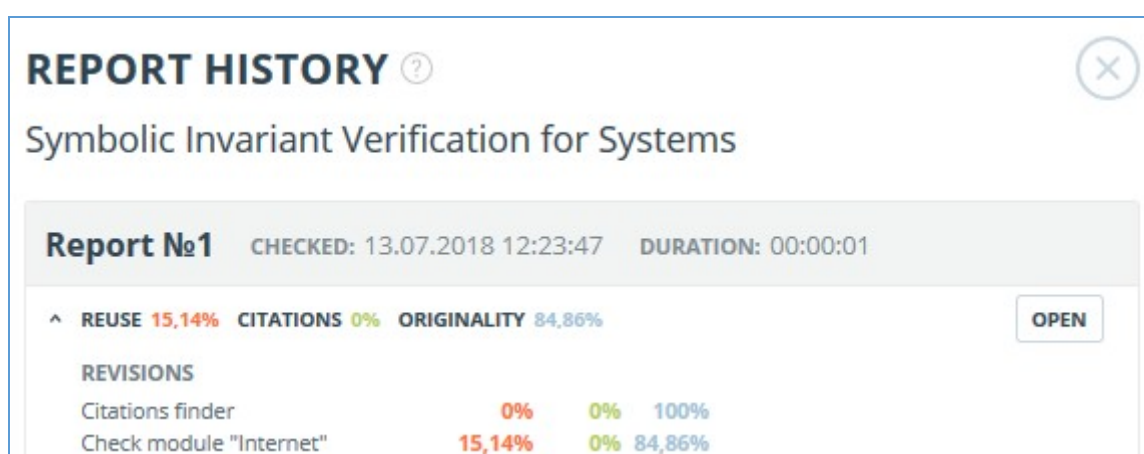 REPORT HISTORY ?
Symbolic Invariant Verification for Systems
Report №1 CHECKED: 13.07.2018 12:23:47 DURATION: 00:00:01
^ REUSE 15,14% CITATIONS 0% ORIGINALITY 84,86% OPEN
REVISIONS
Citations finder 0% 0% 100%
Check module "Internet" 15,14% 0% 84,86%